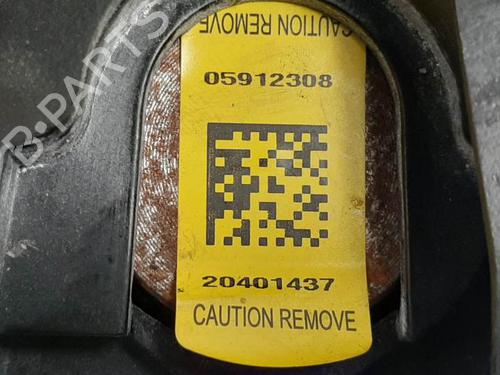 CAUTION REMOVE
05912308
20401437
CAUTION REMOVE
B-PARTS